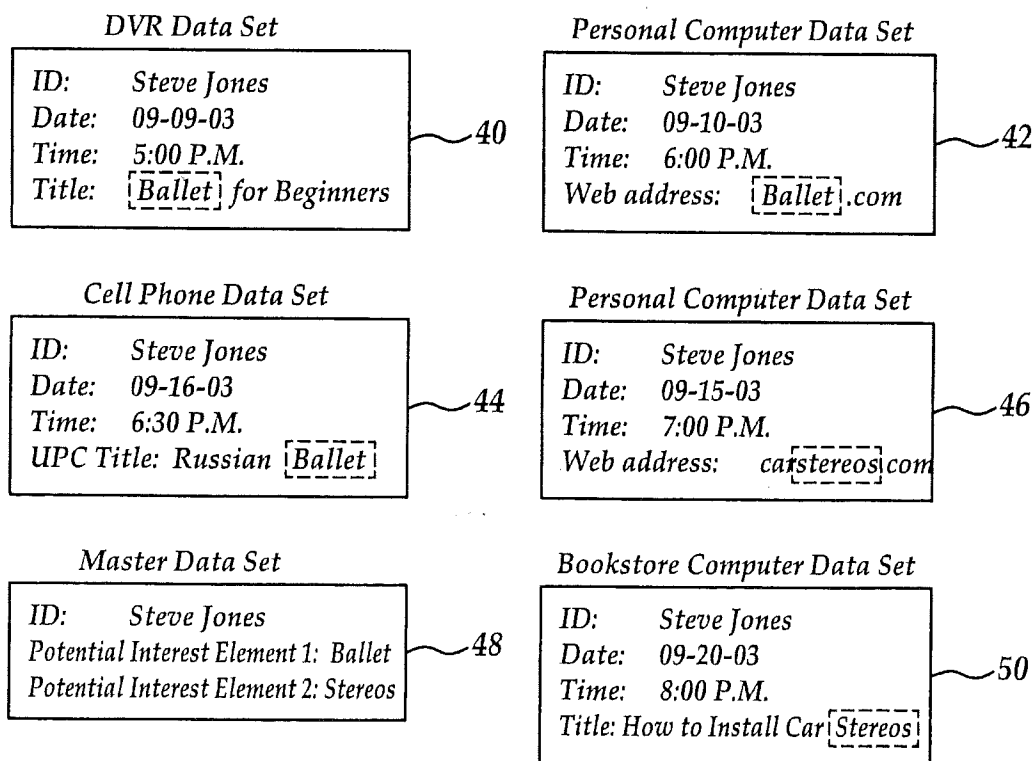 DVR Data Set
ID: Steve Jones
Date: 09-09-03
Time: 5:00 P.M.
Title: Ballet for Beginners
40
Personal Computer Data Set
ID: Steve Jones
Date: 09-10-03
Time: 6:00 P.M.
Web address: Ballet.com
42
Cell Phone Data Set
ID: Steve Jones
Date: 09-16-03
Time: 6:30 P.M.
UPC Title: Russian Ballet
44
Personal Computer Data Set
ID: Steve Jones
Date: 09-15-03
Time: 7:00 P.M.
Web address: carstereos.com
46
Master Data Set
ID: Steve Jones
Potential Interest Element 1: Ballet
Potential Interest Element 2: Stereos
48
Bookstore Computer Data Set
ID: Steve Jones
Date: 09-20-03
Time: 8:00 P.M.
Title: How to Install Car Stereos
50